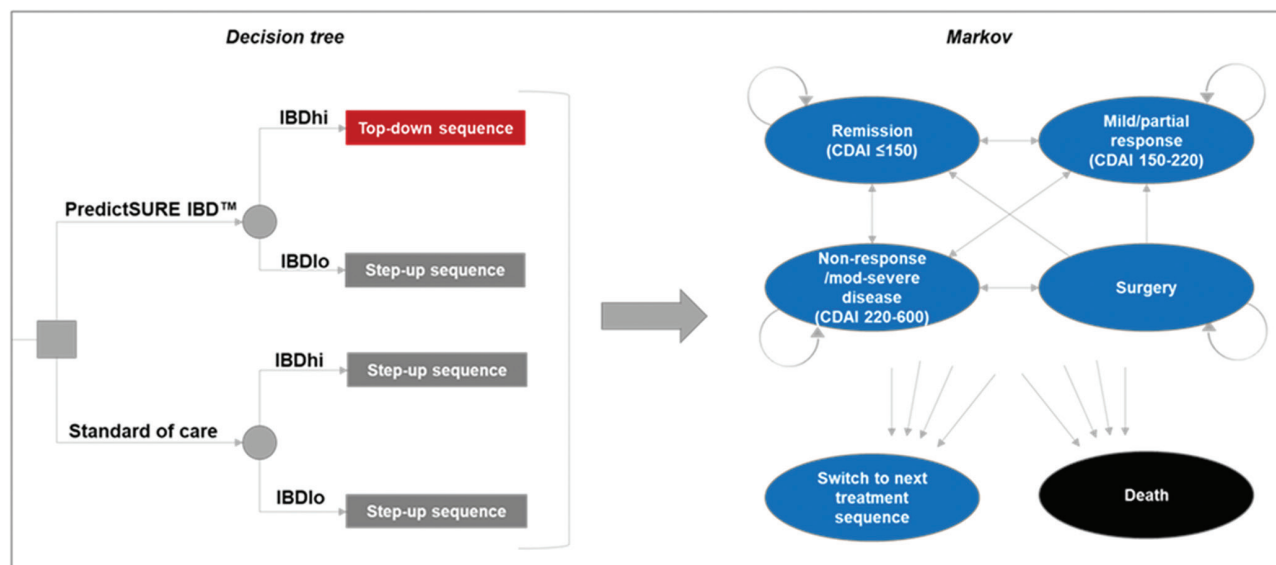 Decision tree
IBDhi
Top-down sequence
PredictSURE IBD™
IBDlo
Step-up sequence
IBDhi
Step-up sequence
Standard of care
IBDlo
Step-up sequence
Markov
Remission
(CDAI ≤150)
Mild/partial
response
(CDAI 150-220)
Non-response
/mod-severe
disease
(CDAI 220-600)
Surgery
Switch to next
treatment
sequence
Death